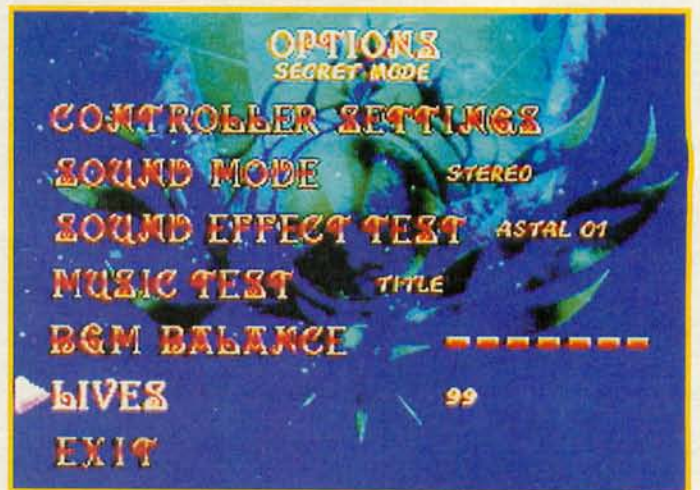 OPTIONS
SECRET MODE
CONTROLLER SETTINGS
SOUND MODE STEREO
SOUND EFFECT TEST ASTAL 01
MUSIC TEST TITLE
BGM BALANCE
LIVES 99
EXIT